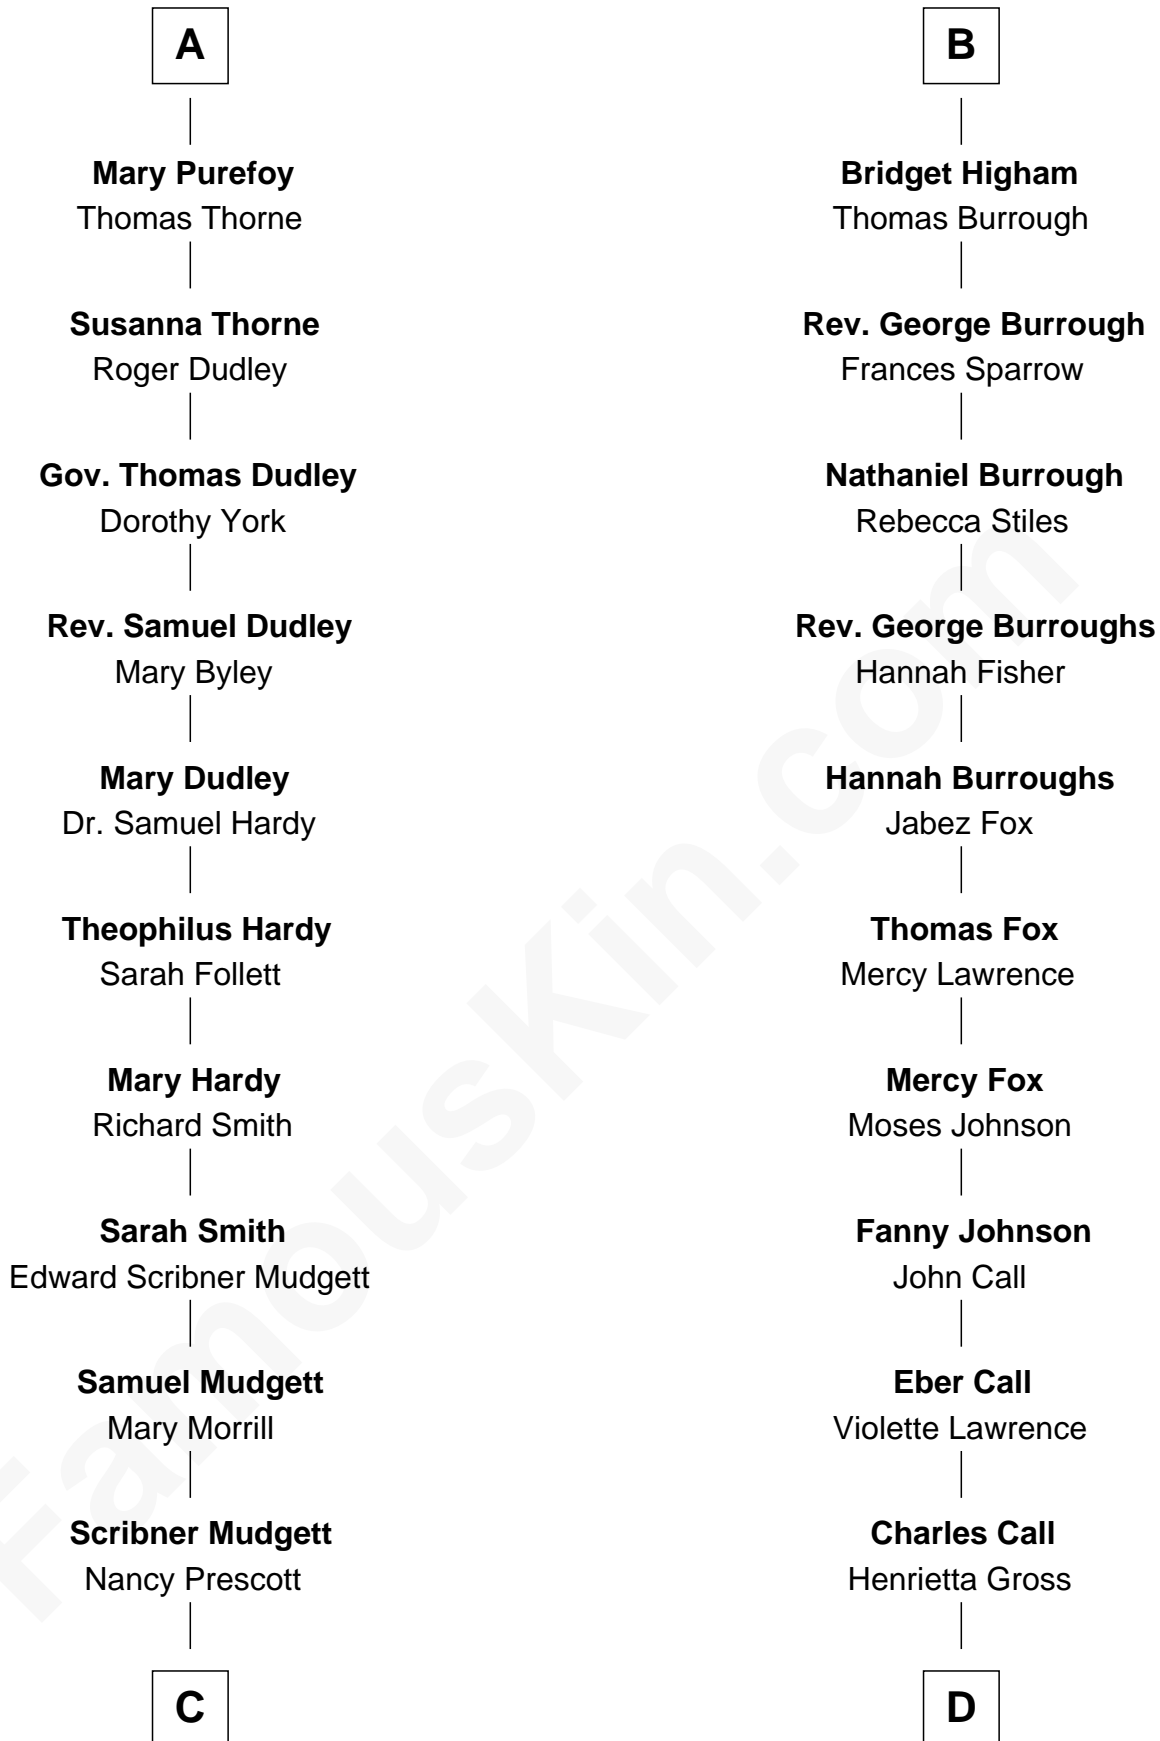 A
Mary Purefoy
Thomas Thorne
Susanna Thorne
Roger Dudley
Gov. Thomas Dudley
Dorothy York
Rev. Samuel Dudley
Mary Byley
Mary Dudley
Dr. Samuel Hardy
Theophilus Hardy
Sarah Follett
Mary Hardy
Richard Smith
Sarah Smith
Edward Scribner Mudgett
Samuel Mudgett
Mary Morrill
Scribner Mudgett
Nancy Prescott
C
B
Bridget Higham
Thomas Burrough
Rev. George Burrough
Frances Sparrow
Nathaniel Burrough
Rebecca Stiles
Rev. George Burroughs
Hannah Fisher
Hannah Burroughs
Jabez Fox
Thomas Fox
Mercy Lawrence
Mercy Fox
Moses Johnson
Fanny Johnson
John Call
Eber Call
Violette Lawrence
Charles Call
Henrietta Gross
D
FamousKin.com